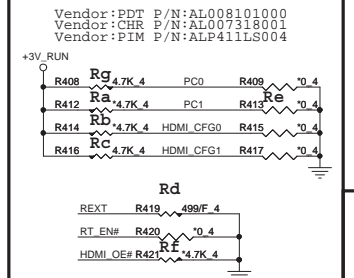 Vendor:PDT P/N:AL008101000
Vendor:CHR P/N:AL007318001
Vendor:PIM P/N:ALP411LS004
+3V_RUN
R408 Rg 4.7K_4 PC0 R409 *0_4
R412 Ra *4.7K_4 PC1 R413 Re *0_4
R414 Rb *4.7K_4 HDMI_CFG0 R415 *0_4
R416 Rc *4.7K_4 HDMI_CFG1 R417 *0_4
Rd
REXT R419 499/F_4
RT_EN# R420 *0_4
HDMI_OE# R421 Rf *4.7K_4